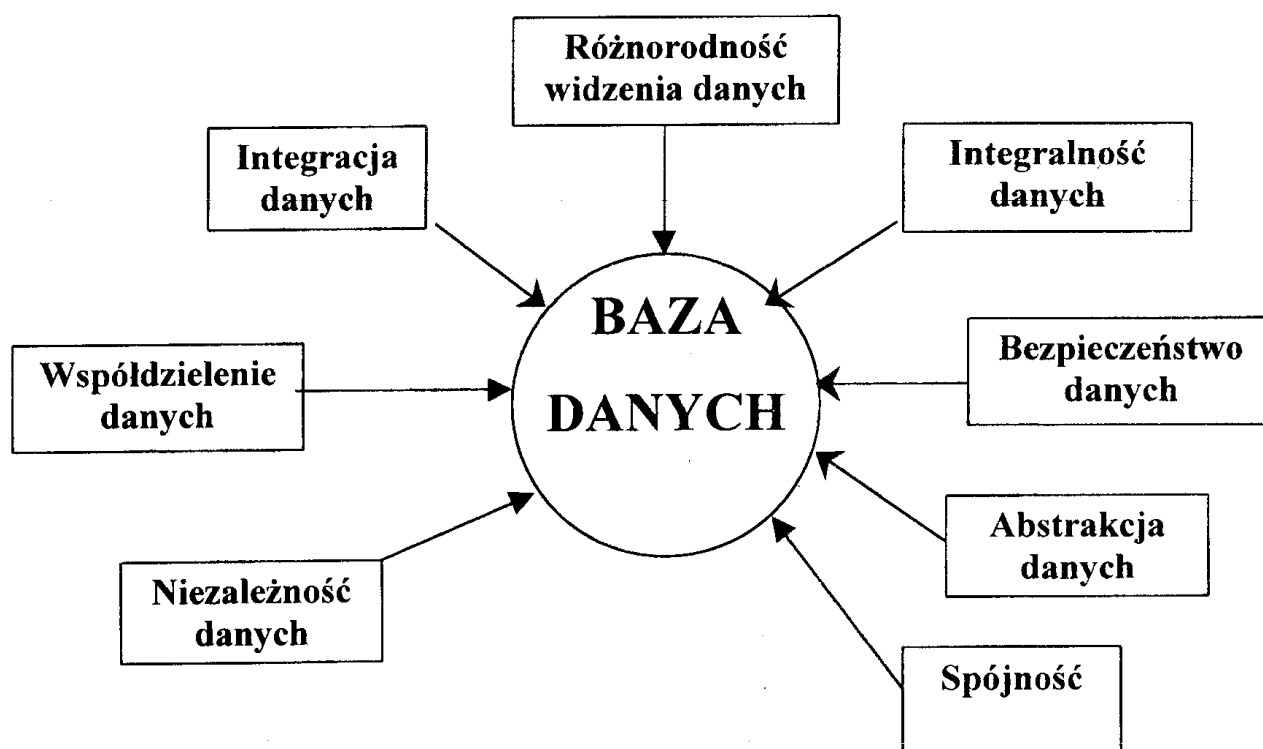 Różnorodność
widzenia danych
Integracja
danych
Integralność
danych
BAZA
DANYCH
Współdzielenie
danych
Bezpieczeństwo
danych
Niezależność
danych
Abstrakcja
danych
Spójność